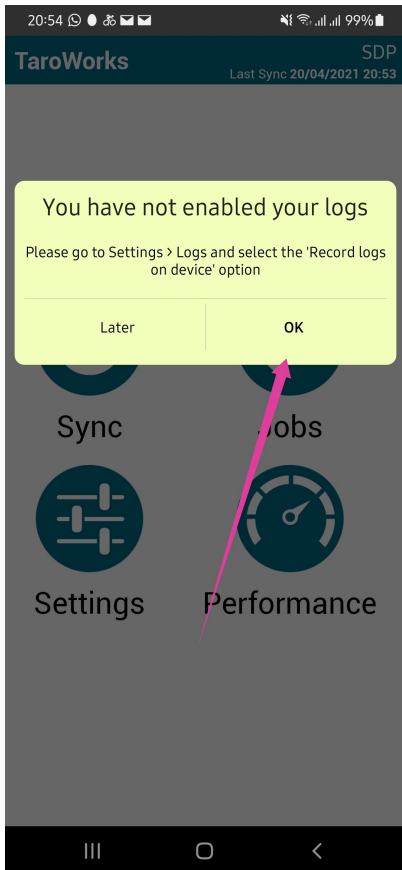 20:54 99%
TaroWorks SDP
Last Sync 20/04/2021 20:53
You have not enabled your logs
Please go to Settings > Logs and select the 'Record logs
on device' option
Later OK
Sync Jobs
Settings Performance